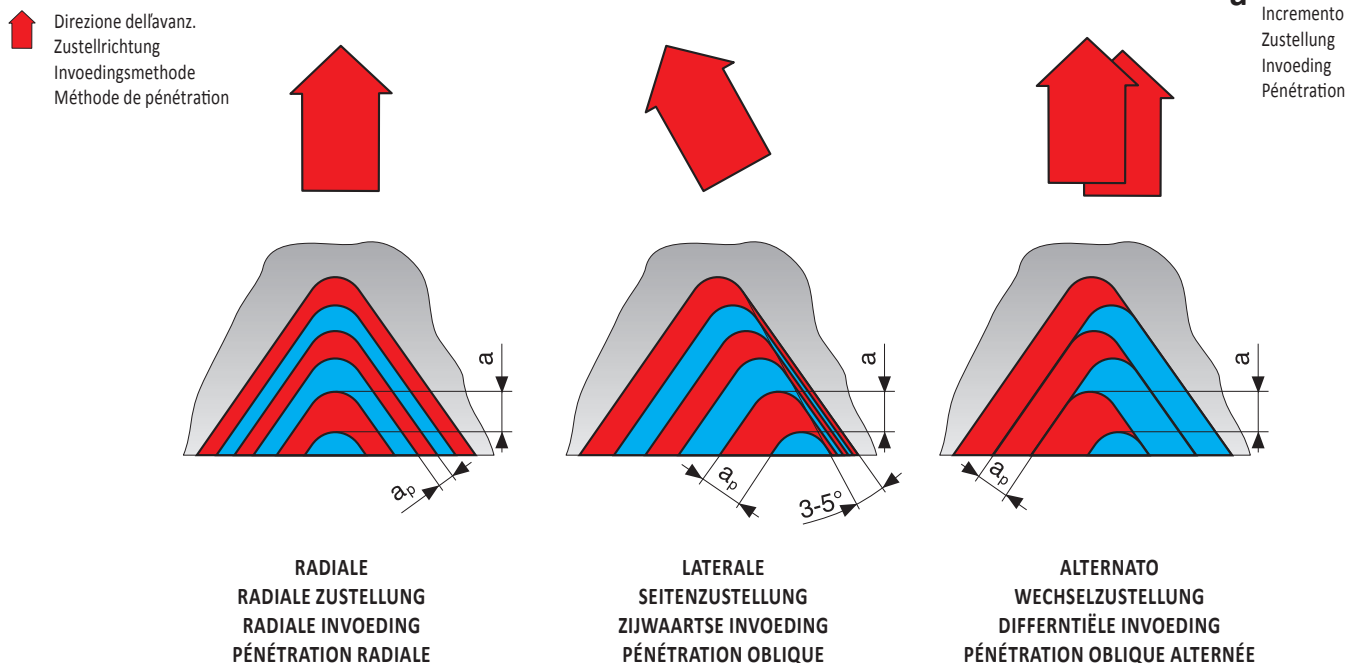 Direzione dell'avanz.
Zustellrichtung
Invoedingsmethode
Méthode de pénétration
Incremento
Zustellung
Invoeding
Pénétration
a
ap
a
ap
3-5°
a
ap
RADIALE
RADIALE ZUSTELLUNG
RADIALE INVOEDING
PÉNÉTRATION RADIALE
LATERALE
SEITENZUSTELLUNG
ZIJWAARTSE INVOEDING
PÉNÉTRATION OBLIQUE
ALTERNATO
WECHSELZUSTELLUNG
DIFFERNTIËLE INVOEDING
PÉNÉTRATION OBLIQUE ALTERNÉE